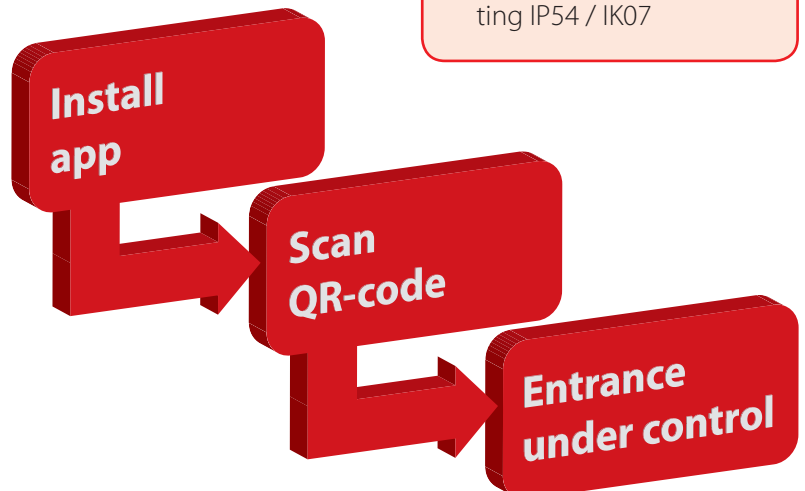 ting IP54 / IK07
Install
app
Scan
QR-code
Entrance
under control